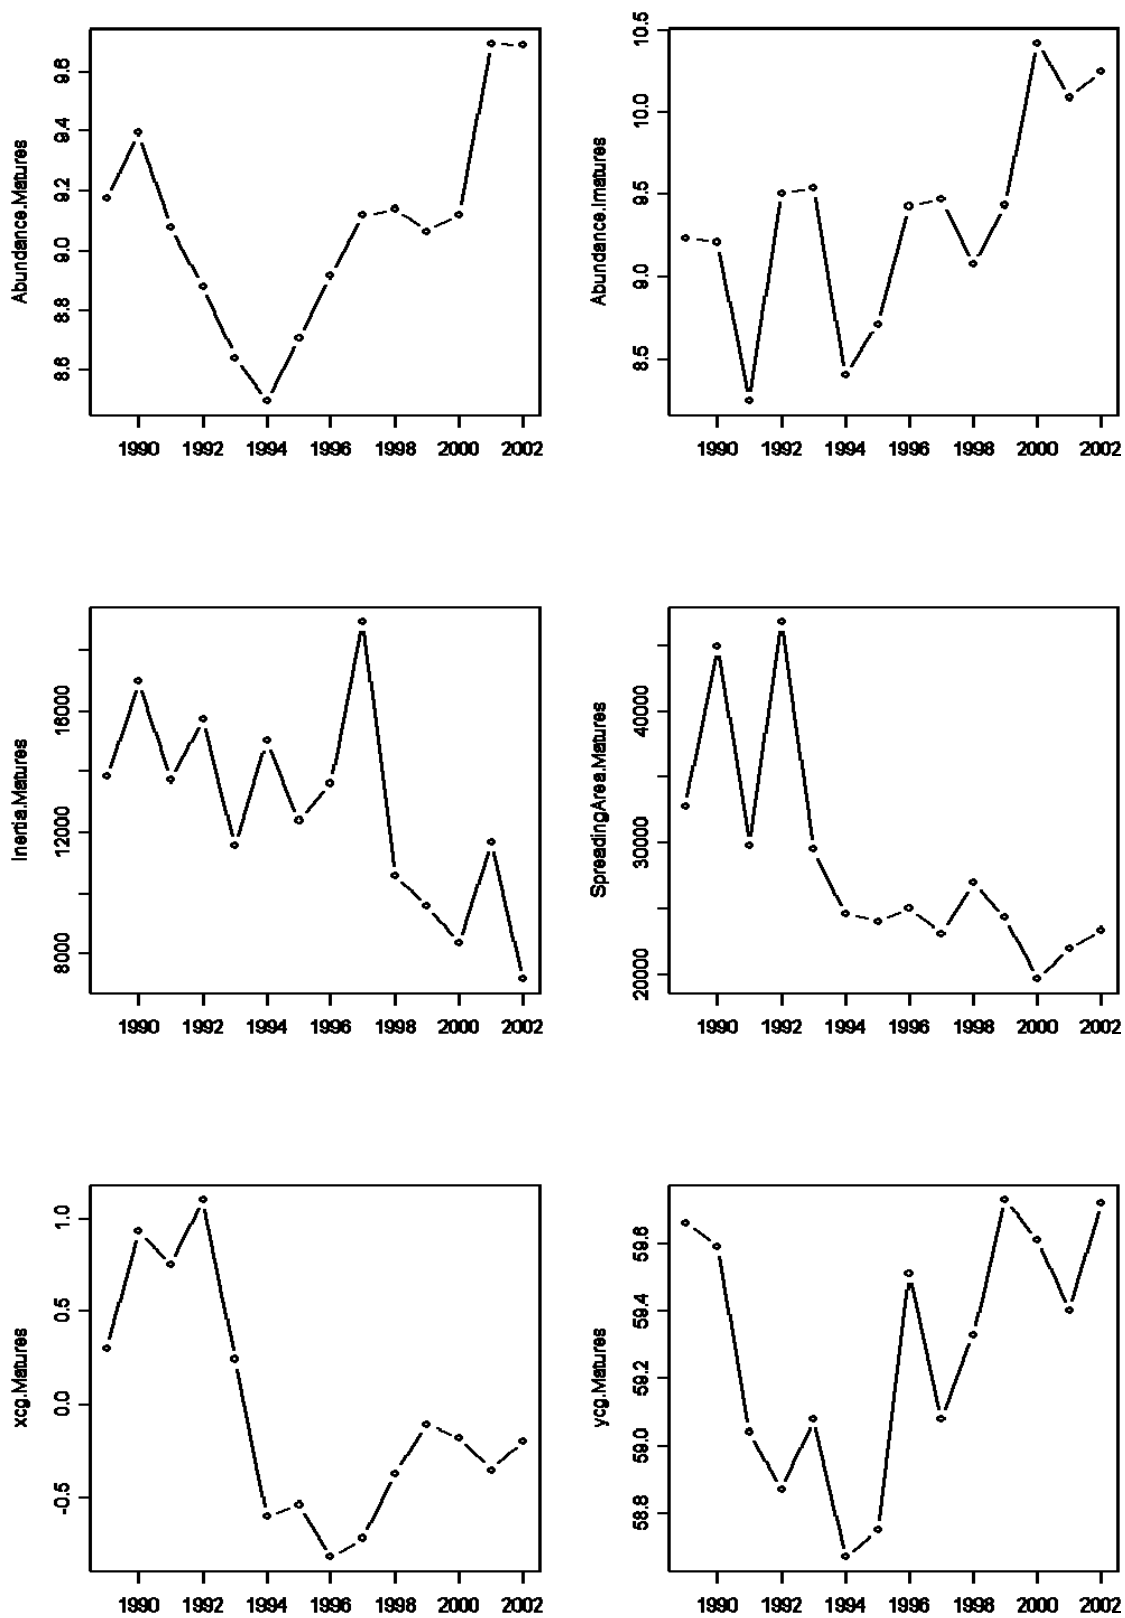 Abundance.Matures
9.6
9.4
9.2
9.0
8.8
8.6
1990 1992 1994 1996 1998 2000 2002
Abundance.Imatures
10.5
10.0
9.5
9.0
8.5
1990 1992 1994 1996 1998 2000 2002
Inertia.Matures
16000
12000
8000
1990 1992 1994 1996 1998 2000 2002
SpreadingArea.Matures
40000
30000
20000
1990 1992 1994 1996 1998 2000 2002
xcg.Matures
1.0
0.5
0.0
-0.5
1990 1992 1994 1996 1998 2000 2002
ycg.Matures
59.6
59.4
59.2
59.0
58.8
1990 1992 1994 1996 1998 2000 2002